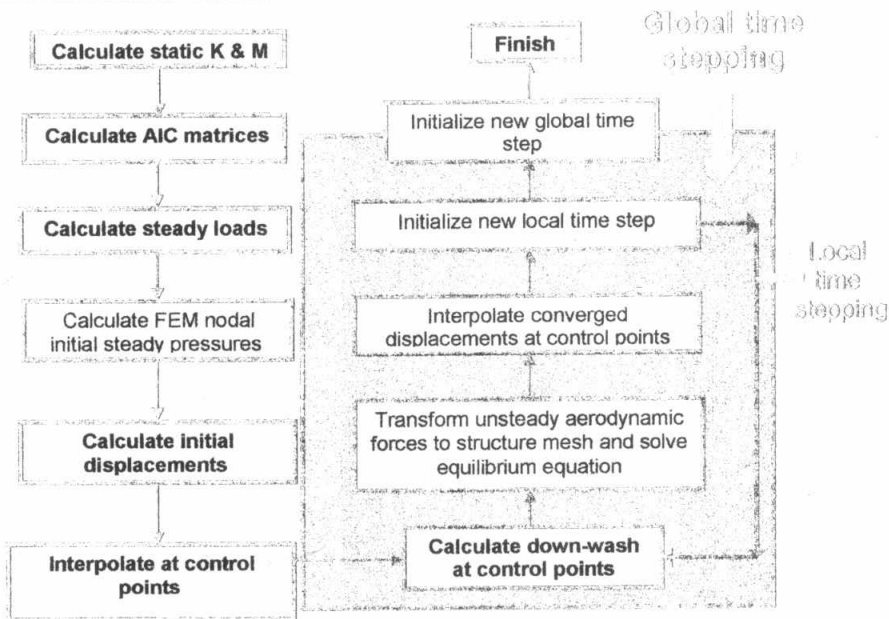 Calculate static K & M
Calculate AIC matrices
Calculate steady loads
Calculate FEM nodal
initial steady pressures
Calculate initial
displacements
Interpolate at control
points
Finish
Global time
stepping
Initialize new global time
step
Initialize new local time step
Local
time
stepping
Interpolate converged
displacements at control points
Transform unsteady aerodynamic
forces to structure mesh and solve
equilibrium equation
Calculate down-wash
at control points